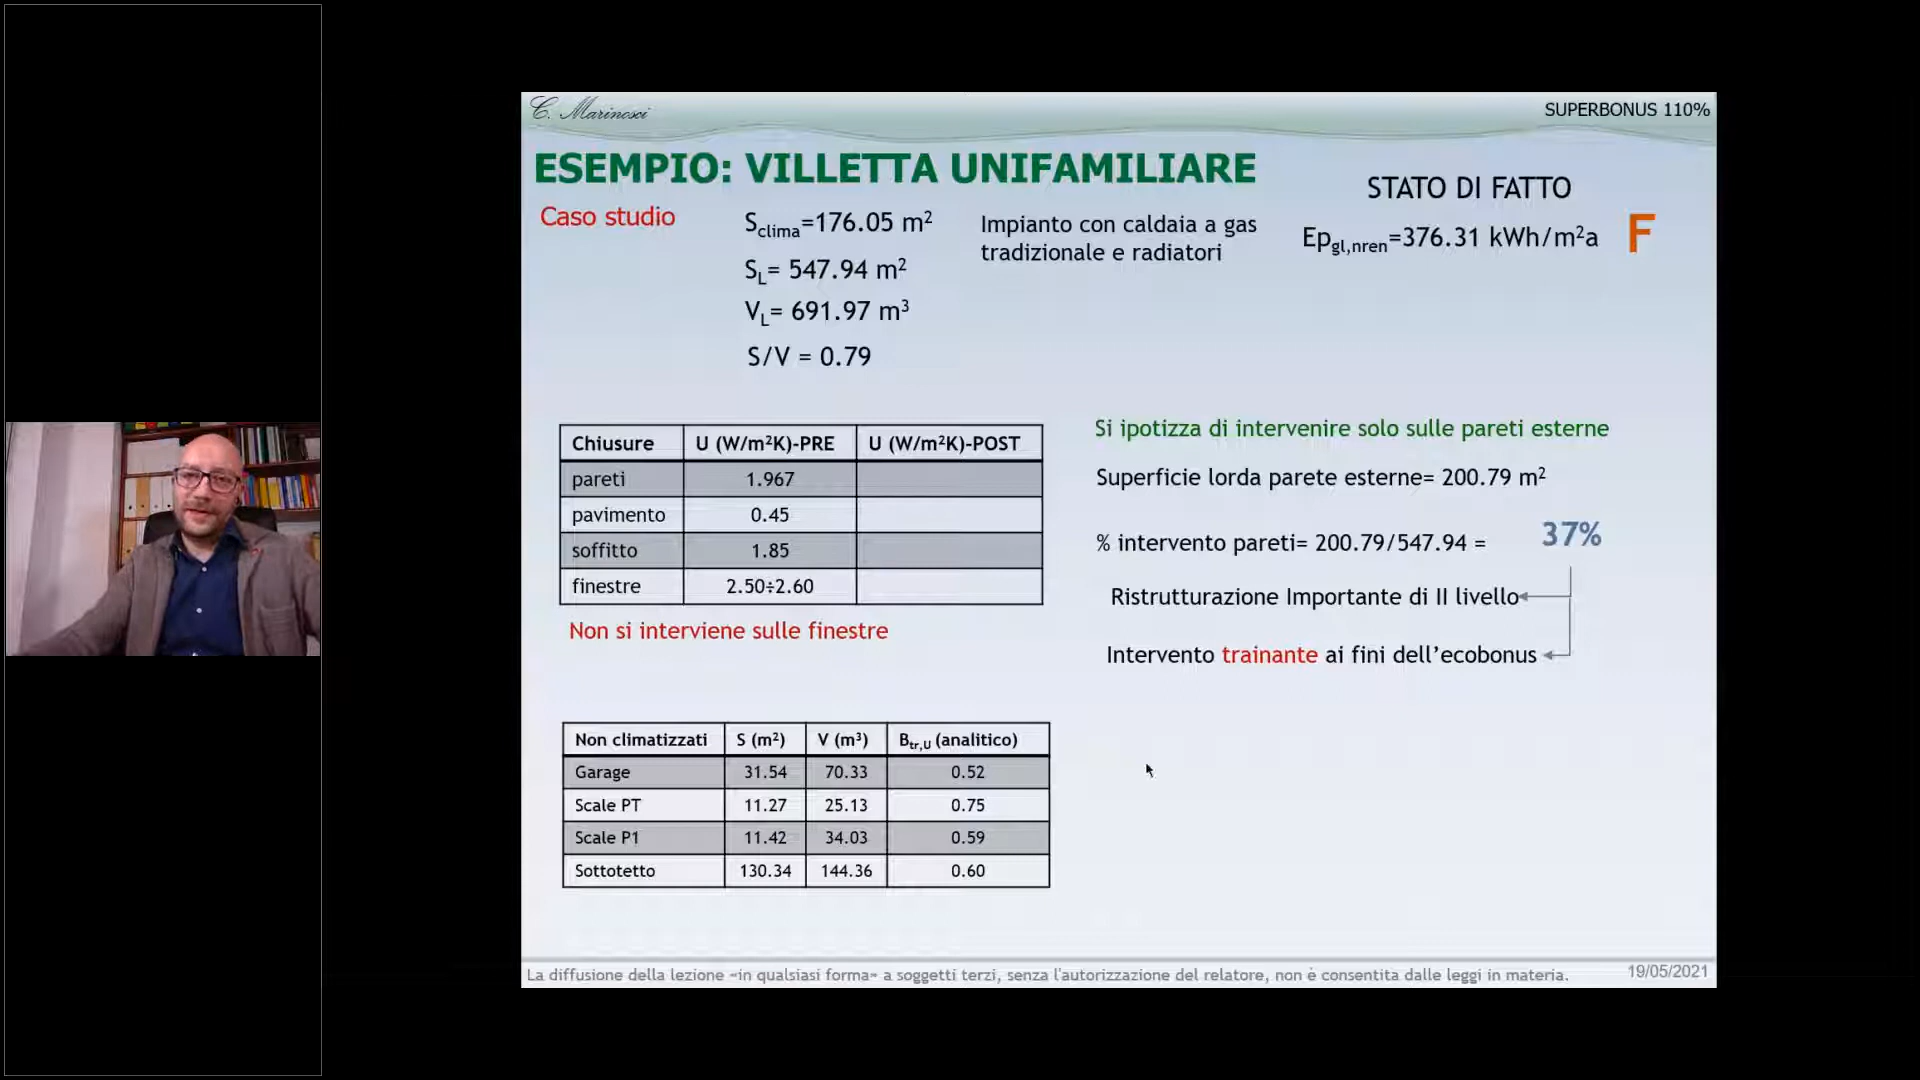 C. Marinosci
SUPERBONUS 110%
ESEMPIO: VILLETTA UNIFAMILIARE
Caso studio
S_clima=176.05 m²
S_L= 547.94 m²
V_L= 691.97 m³
S/V = 0.79
Impianto con caldaia a gas
tradizionale e radiatori
STATO DI FATTO
Ep_gl,nren=376.31 kWh/m²a F
Chiusure U (W/m²K)-PRE U (W/m²K)-POST
pareti 1.967
pavimento 0.45
soffitto 1.85
finestre 2.50÷2.60
Non si interviene sulle finestre
Si ipotizza di intervenire solo sulle pareti esterne
Superficie lorda parete esterne= 200.79 m²
% intervento pareti= 200.79/547.94 = 37%
Ristrutturazione Importante di II livello
Intervento trainante ai fini dell’ecobonus
Non climatizzati S (m²) V (m³) B_tr,U (analitico)
Garage 31.54 70.33 0.52
Scale PT 11.27 25.13 0.75
Scale P1 11.42 34.03 0.59
Sottotetto 130.34 144.36 0.60
La diffusione della lezione «in qualsiasi forma» a soggetti terzi, senza l'autorizzazione del relatore, non è consentita dalle leggi in materia.
19/05/2021